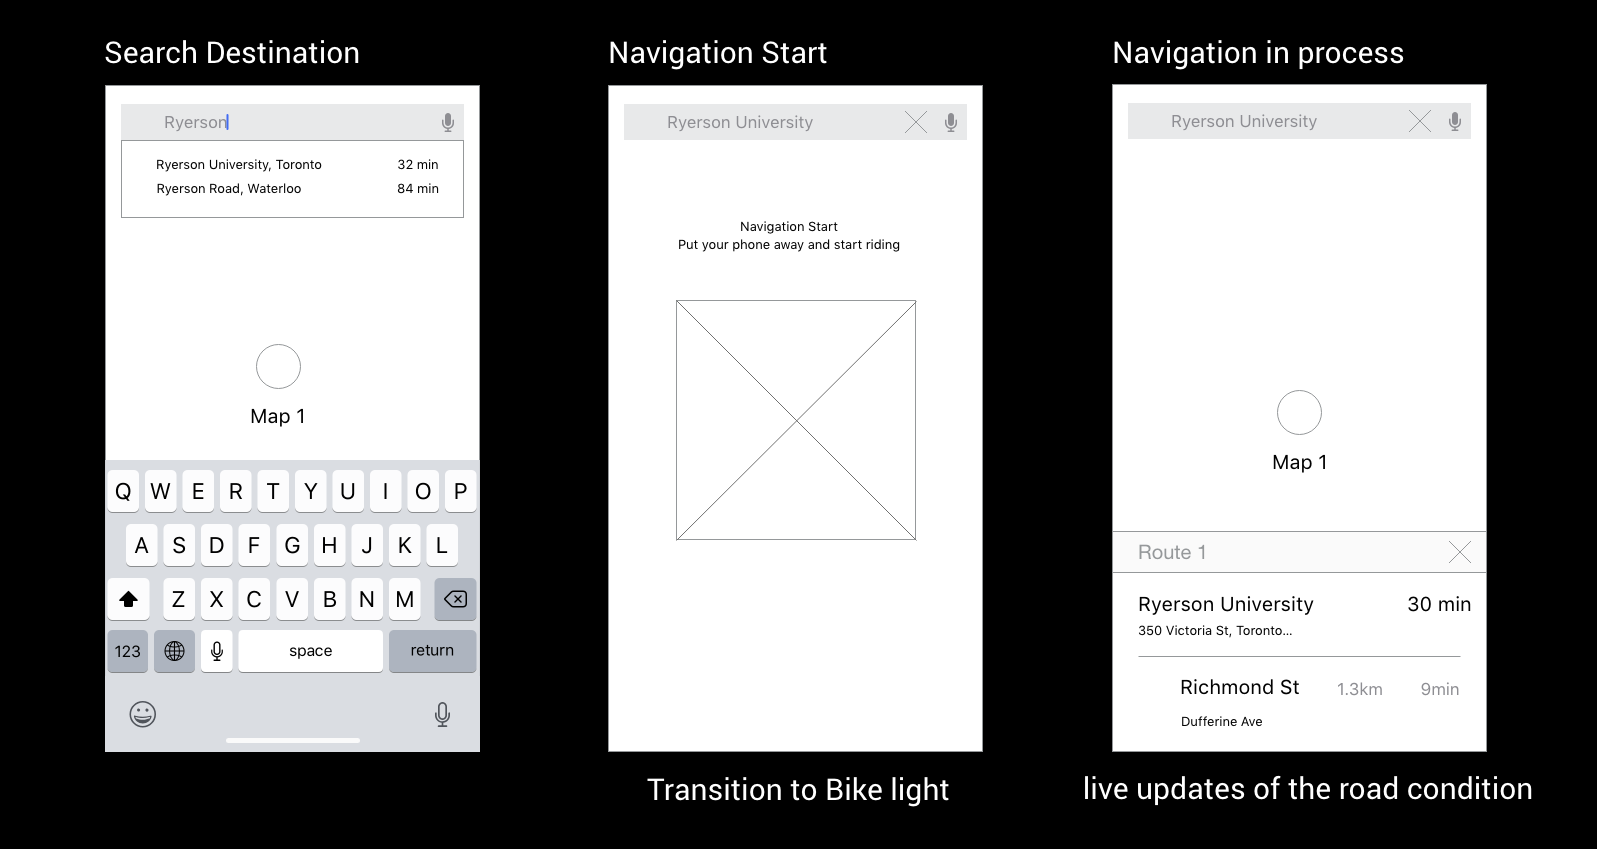 Search Destination
Ryerson
Ryerson University, Toronto 32 min
Ryerson Road, Waterloo 84 min
Map 1
Q W E R T Y U I O P
A S D F G H J K L
Z X C V B N M
123 space return
Navigation Start
Ryerson University
Navigation Start
Put your phone away and start riding
Transition to Bike light
Navigation in process
Ryerson University
Map 1
Route 1
Ryerson University 30 min
350 Victoria St, Toronto...
Richmond St 1.3km 9min
Dufferine Ave
live updates of the road condition